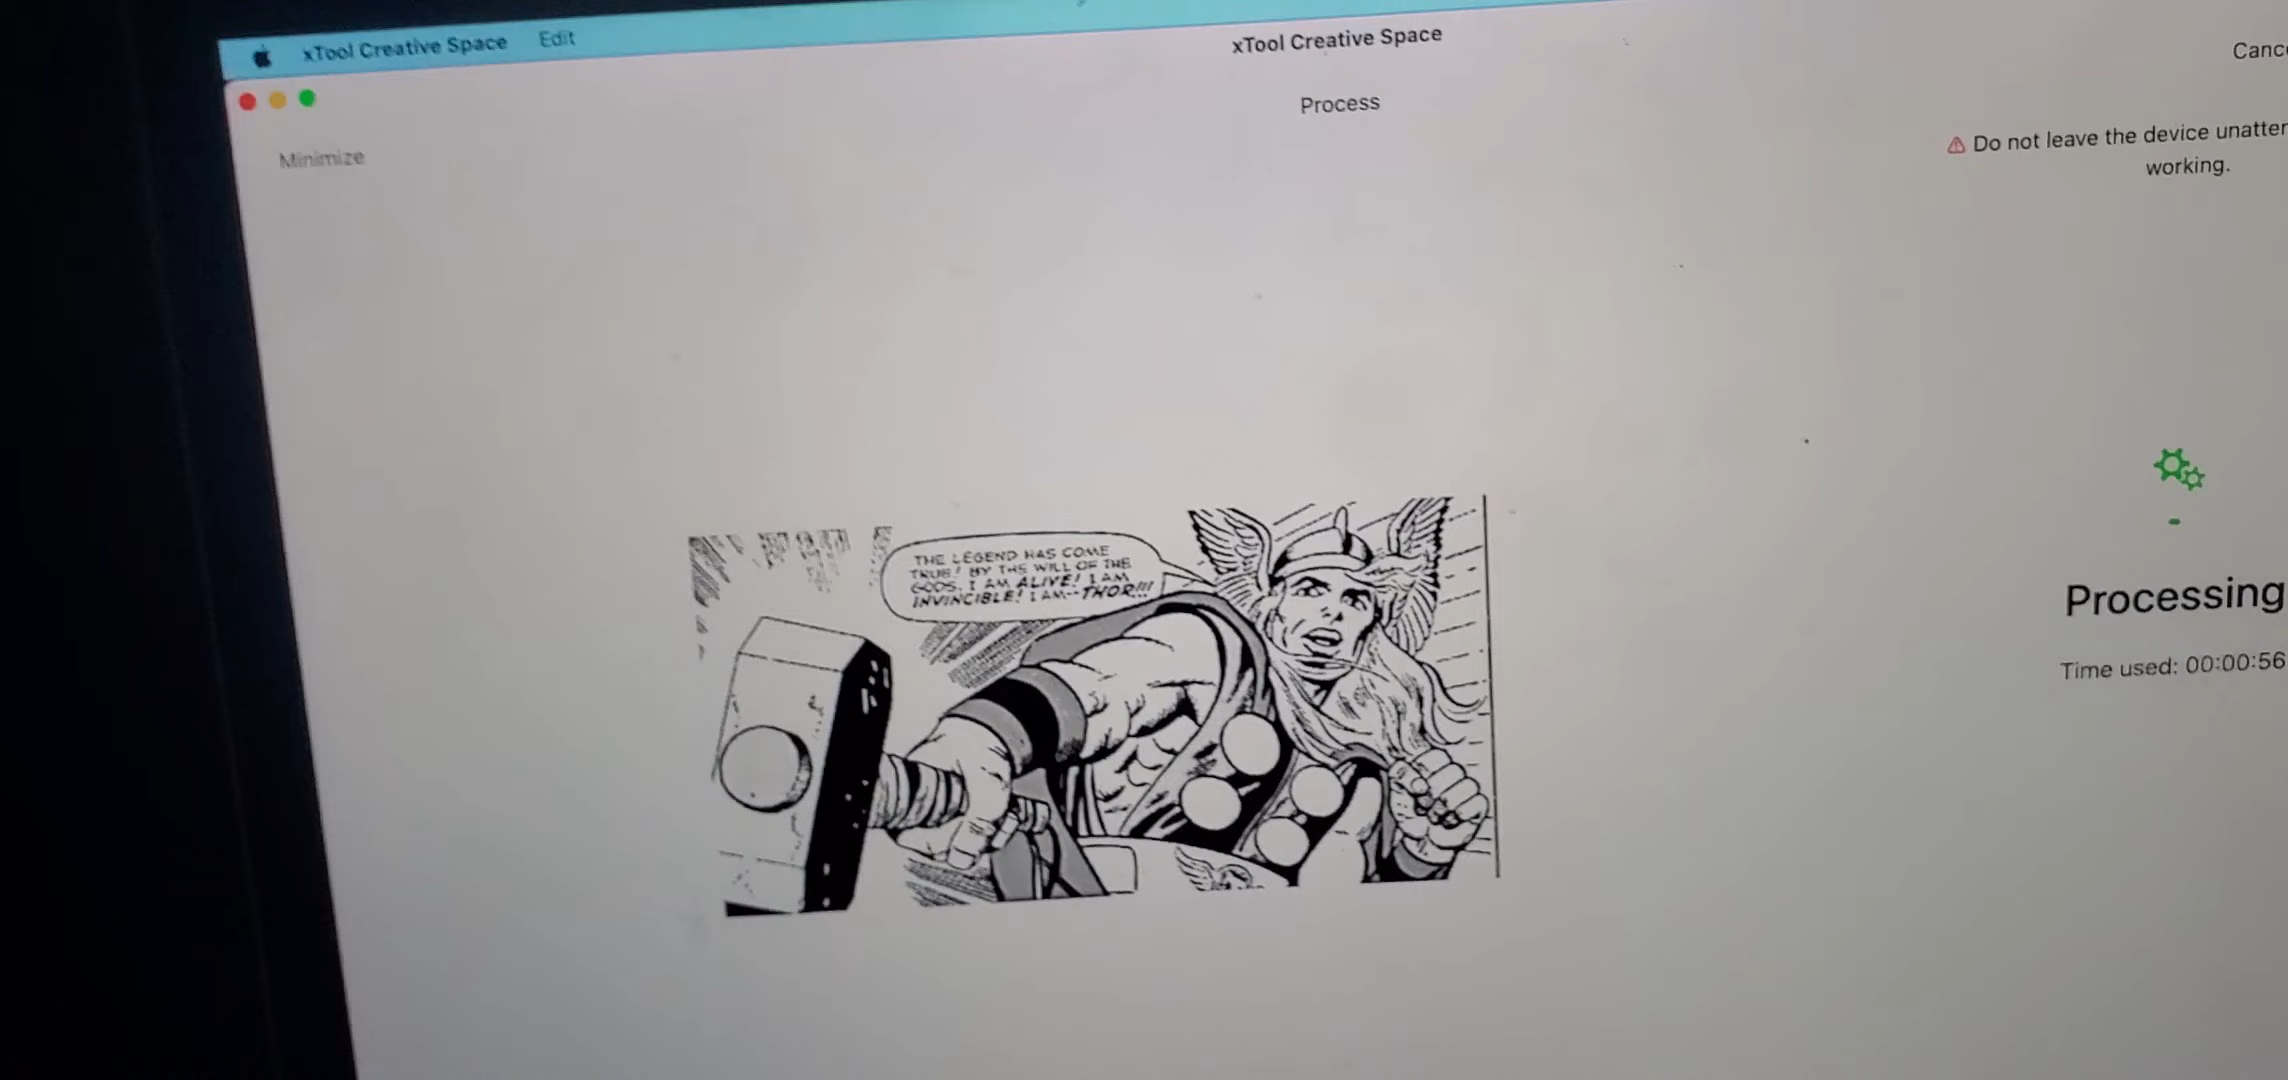 xTool Creative Space Edit
xTool Creative Space
Process
Minimize
Do not leave the device
working.
THE LEGEND HAS COME
TRUE! BY THE WILL OF THE
GODS, I AM ALIVE! I AM
INVINCIBLE! I AM--THOR!!!
Processing
Time used: 00:00:56